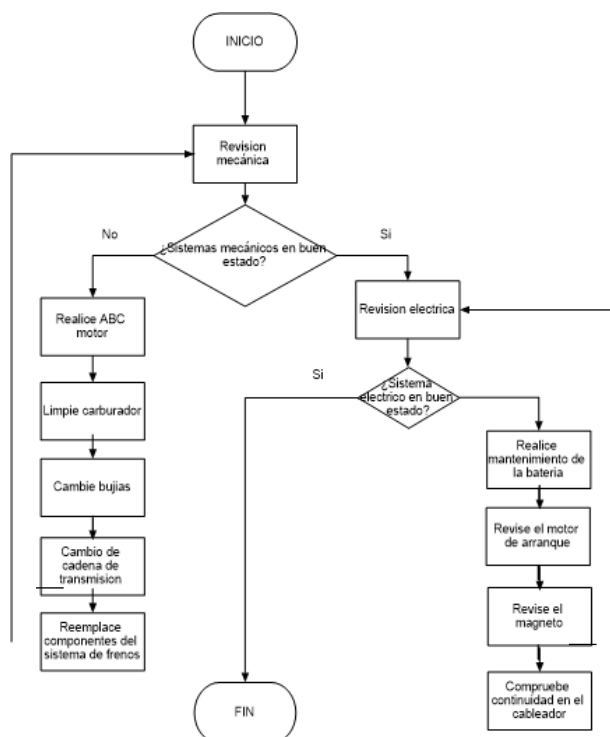 INICIO
Revision
mecánica
No
¿Sistemas mecánicos en buen
estado?
Si
Realice ABC
motor
Revision electrica
Limpie carburador
Si
¿Sistema
electrico en buen
estado?
Cambie bujias
Realice
mantenimiento de
la bateria
Revise el motor
de arranque
Cambio de
cadena de
transmision
Revise el
magneto
Reemplace
componentes del
sistema de frenos
Compruebe
continuidad en el
cableador
FIN